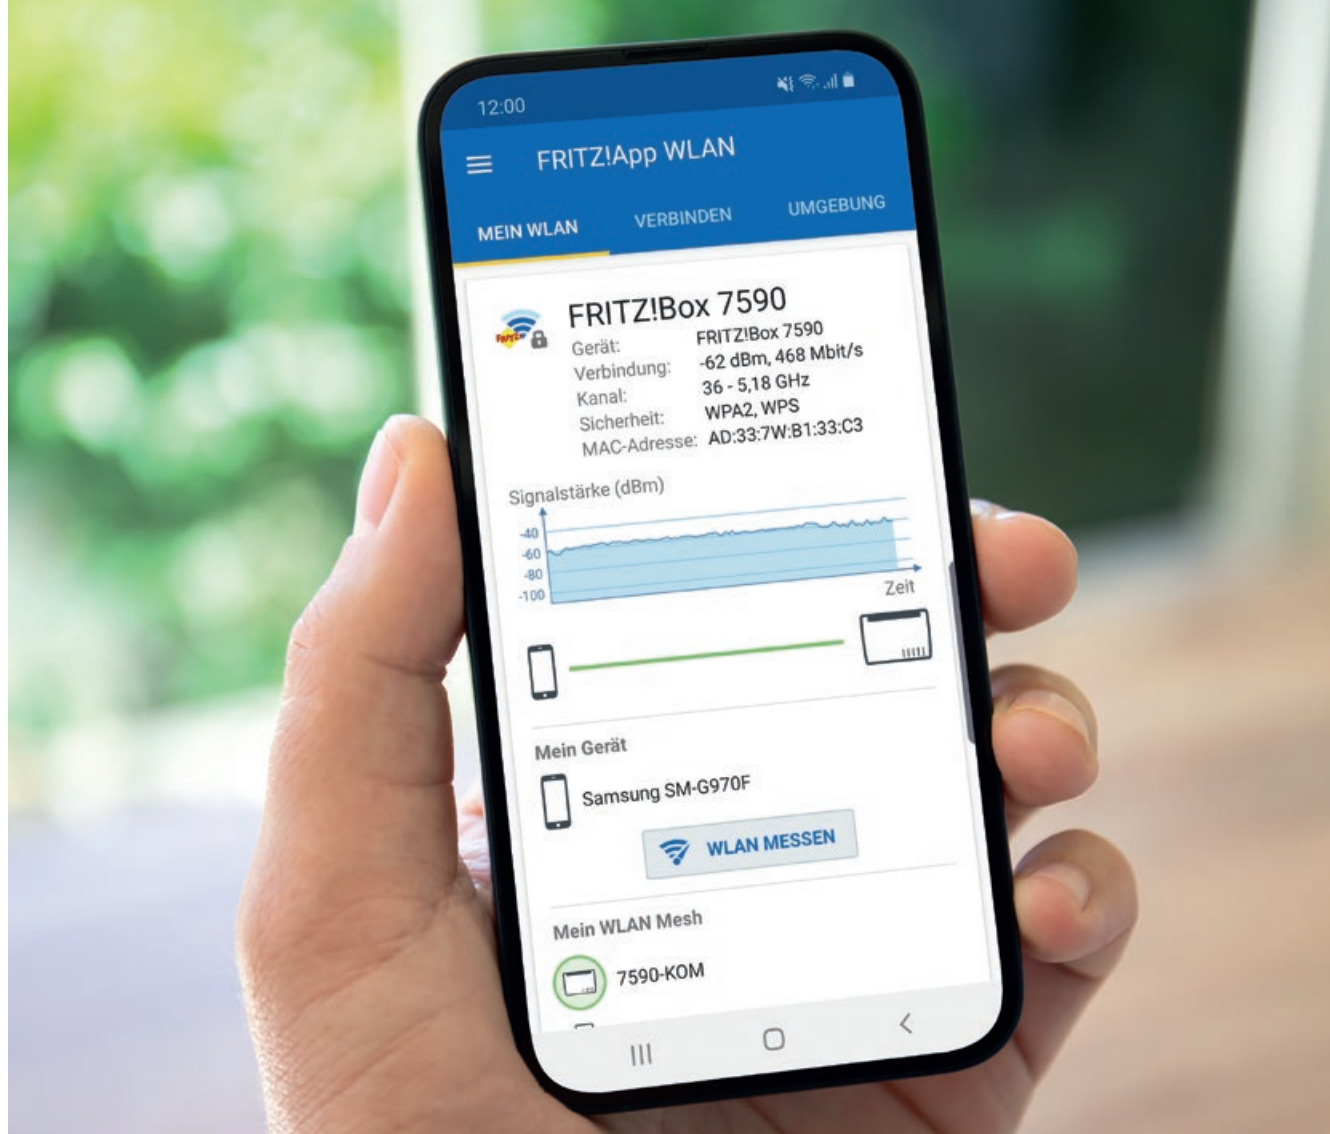 12:00
FRITZ!App WLAN
MEIN WLAN VERBINDEN UMGEBUNG
FRITZ!Box 7590
Gerät: FRITZ!Box 7590
Verbindung: -62 dBm, 468 Mbit/s
Kanal: 36 - 5,18 GHz
Sicherheit: WPA2, WPS
MAC-Adresse: AD:33:7W:B1:33:C3
Signalstärke (dBm)
-40
-60
-80
-100
Zeit
Mein Gerät
Samsung SM-G970F
WLAN MESSEN
Mein WLAN Mesh
7590-KOM